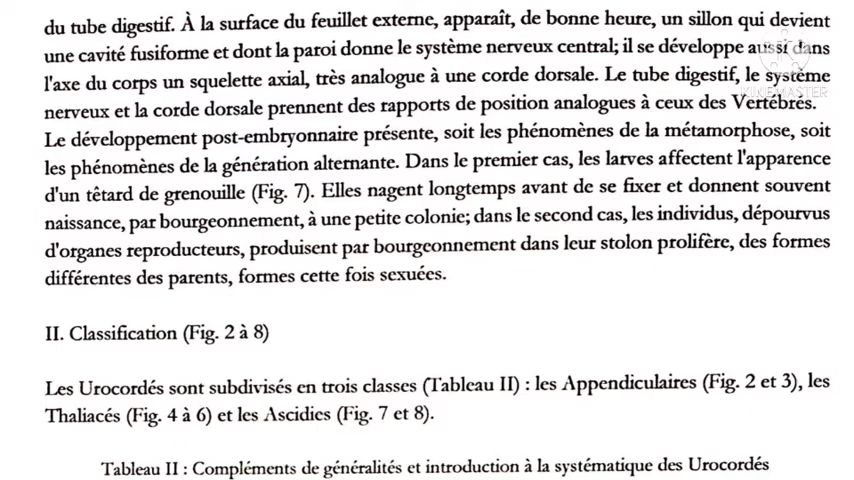 du tube digestif. À la surface du feuillet externe, apparaît, de bonne heure, un sillon qui devient
une cavité fusiforme et dont la paroi donne le système nerveux central; il se développe aussi dans
l'axe du corps un squelette axial, très analogue à une corde dorsale. Le tube digestif, le système
KINEMASTER
nerveux et la corde dorsale prennent des rapports de position analogues à ceux des Vertébrés.
Le développement post-embryonnaire présente, soit les phénomènes de la métamorphose, soit
les phénomènes de la génération alternante. Dans le premier cas, les larves affectent l'apparence
d'un têtard de grenouille (Fig. 7). Elles nagent longtemps avant de se fixer et donnent souvent
naissance, par bourgeonnement, à une petite colonie; dans le second cas, les individus, dépourvus
d'organes reproducteurs, produisent par bourgeonnement dans leur stolon prolifère, des formes
différentes des parents, formes cette fois sexuées.
II. Classification (Fig. 2 à 8)
Les Urocordés sont subdivisés en trois classes (Tableau II) : les Appendiculaires (Fig. 2 et 3), les
Thaliacés (Fig. 4 à 6) et les Ascidies (Fig. 7 et 8).
Tableau II : Compléments de généralités et introduction à la systématique des Urocordés